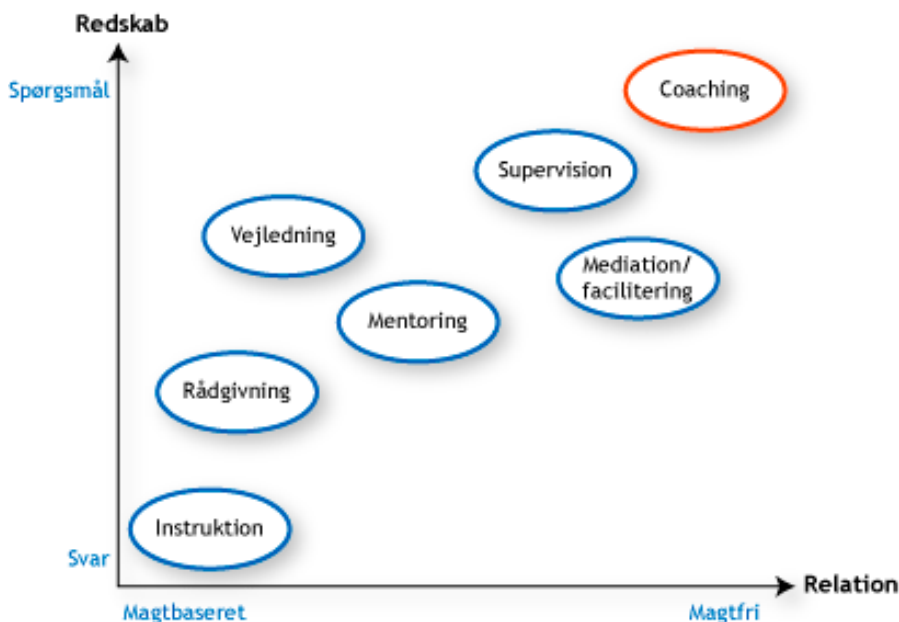 Redskab
Spørgsmål
Coaching
Supervision
Vejledning
Mediation/
facilitering
Mentoring
Rådgivning
Instruktion
Svar
Relation
Magtbaseret
Magtfri